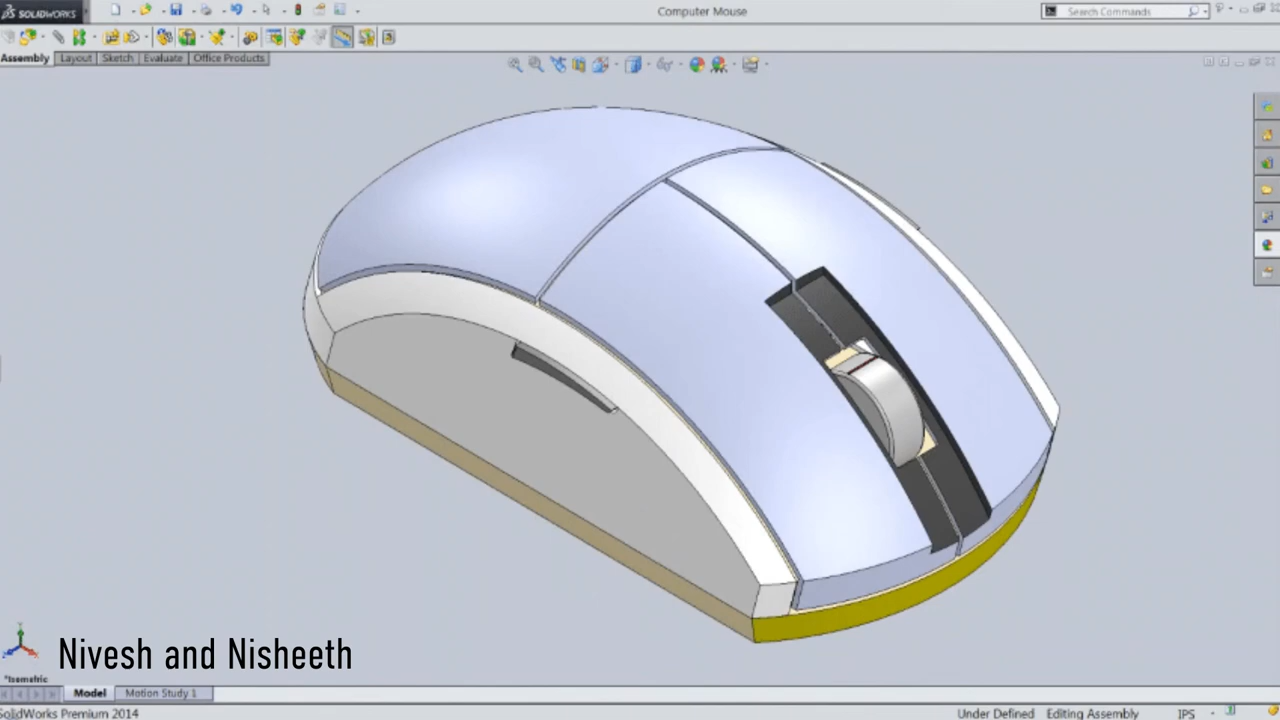 SOLIDWORKS
Computer Mouse
Search Commands
Assembly
Layout
Sketch
Evaluate
Office Products
Nivesh and Nisheeth
*Isometric
Model
Motion Study 1
SolidWorks Premium 2014
Under Defined
Editing Assembly
IPS